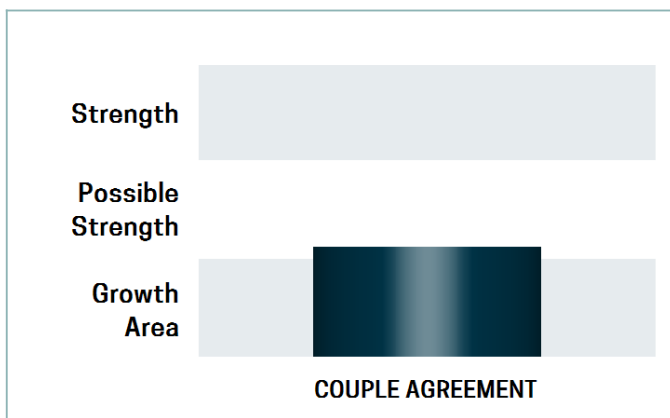 Strength
Possible
Strength
Growth
Area
COUPLE AGREEMENT